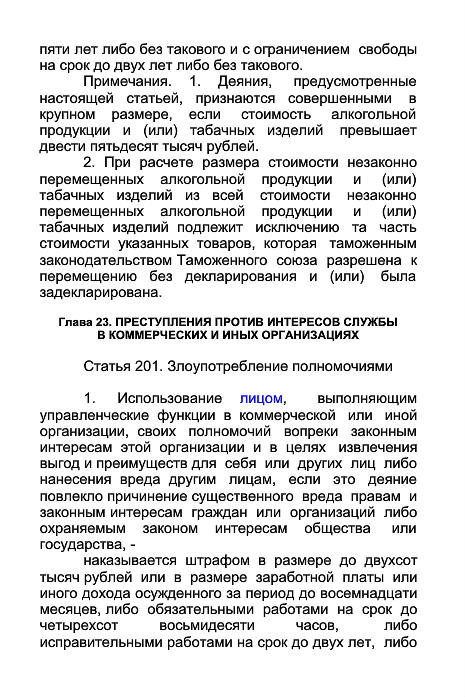 пяти лет либо без такового и с ограничением свободы
на срок до двух лет либо без такового.
Примечания. 1. Деяния, предусмотренные
настоящей статьей, признаются совершенными в
крупном размере, если стоимость алкогольной
продукции и (или) табачных изделий превышает
двести пятьдесят тысяч рублей.
2. При расчете размера стоимости незаконно
перемещенных алкогольной продукции и (или)
табачных изделий из всей стоимости незаконно
перемещенных алкогольной продукции и (или)
табачных изделий подлежит исключению та часть
стоимости указанных товаров, которая таможенным
законодательством Таможенного союза разрешена к
перемещению без декларирования и (или) была
задекларирована.
Глава 23. ПРЕСТУПЛЕНИЯ ПРОТИВ ИНТЕРЕСОВ СЛУЖБЫ
В КОММЕРЧЕСКИХ И ИНЫХ ОРГАНИЗАЦИЯХ
Статья 201. Злоупотребление полномочиями
1. Использование лицом, выполняющим
управленческие функции в коммерческой или иной
организации, своих полномочий вопреки законным
интересам этой организации и в целях извлечения
выгод и преимуществ для себя или других лиц либо
нанесения вреда другим лицам, если это деяние
повлекло причинение существенного вреда правам и
законным интересам граждан или организаций либо
охраняемым законом интересам общества или
государства, -
наказывается штрафом в размере до двухсот
тысяч рублей или в размере заработной платы или
иного дохода осужденного за период до восемнадцати
месяцев, либо обязательными работами на срок до
четырехсот восьмидесяти часов, либо
исправительными работами на срок до двух лет, либо